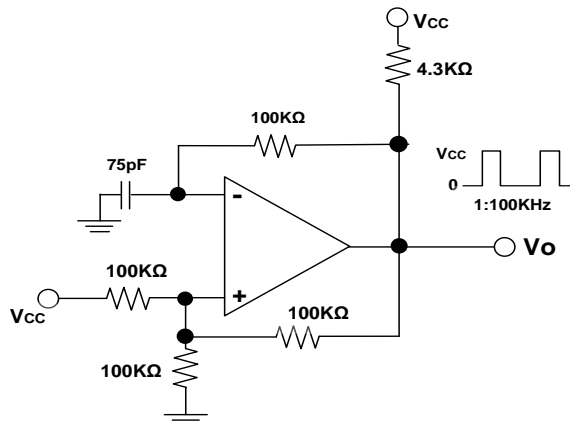 Vcc
4.3KΩ
100KΩ
75pF
Vcc
0
1:100KHz
-
Vo
100KΩ
+
100KΩ
Vcc
100KΩ